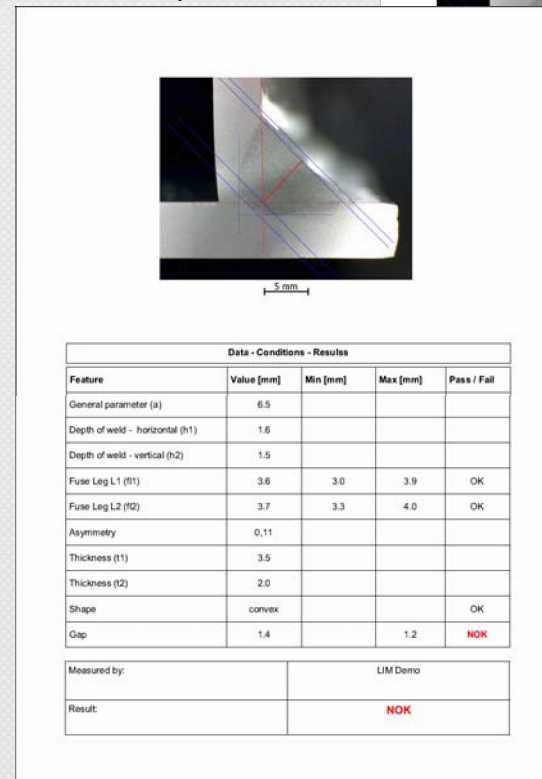 5 mm
Data - Conditions - Resulss
Feature Value [mm] Min [mm] Max [mm] Pass / Fail
General parameter (a) 6.5
Depth of weld - horizontal (h1) 1.6
Depth of weld - vertical (h2) 1.5
Fuse Leg L1 (fl1) 3.6 3.0 3.9 OK
Fuse Leg L2 (fl2) 3.7 3.3 4.0 OK
Asymmetry 0,11
Thickness (t1) 3.5
Thickness (t2) 2.0
Shape convex OK
Gap 1.4 1.2 NOK
Measured by: LIM Demo
Result: NOK